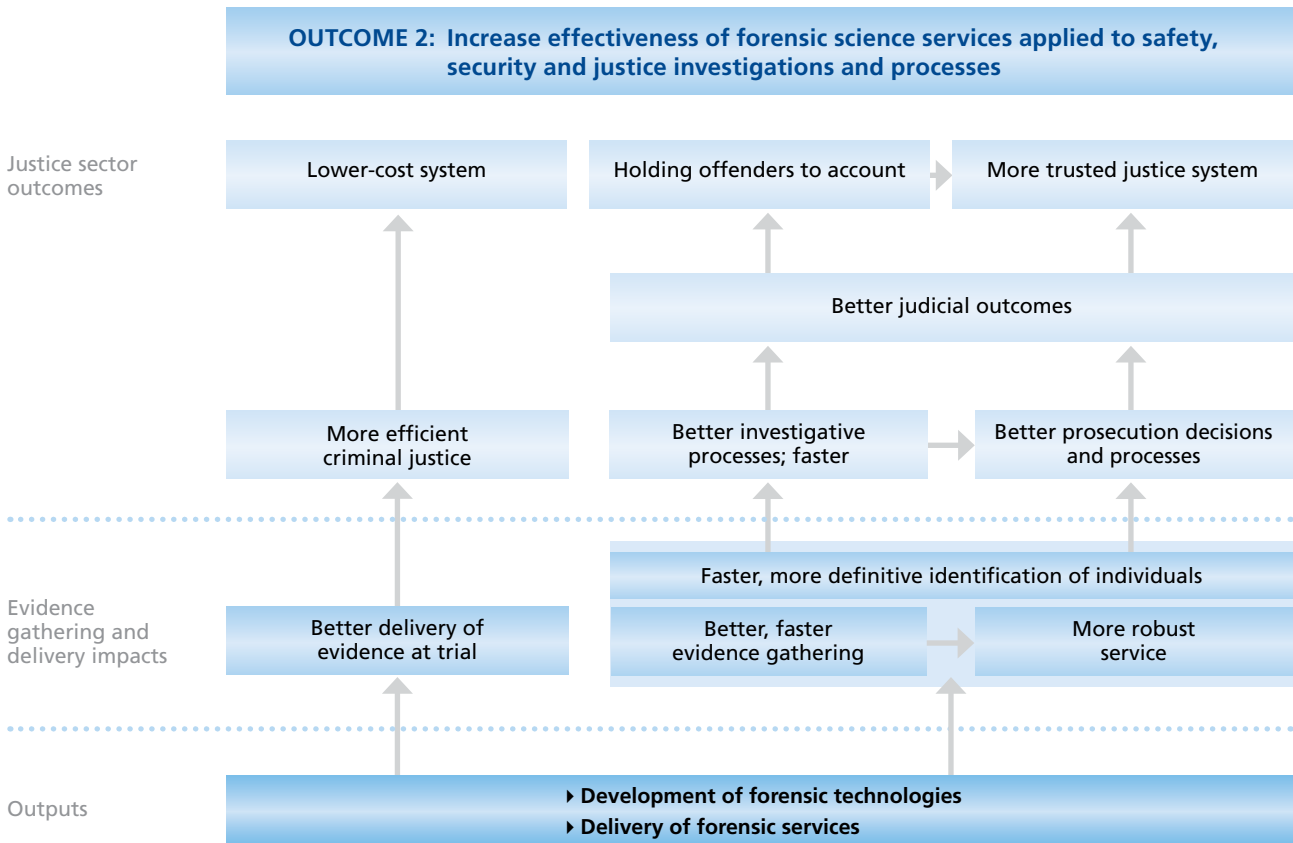 OUTCOME 2: Increase effectiveness of forensic science services applied to safety,
security and justice investigations and processes
Justice sector
outcomes
Lower-cost system
Holding offenders to account
More trusted justice system
Better judicial outcomes
More efficient
criminal justice
Better investigative
processes; faster
Better prosecution decisions
and processes
Evidence
gathering and
delivery impacts
Faster, more definitive identification of individuals
Better delivery of
evidence at trial
Better, faster
evidence gathering
More robust
service
Outputs
Development of forensic technologies
Delivery of forensic services